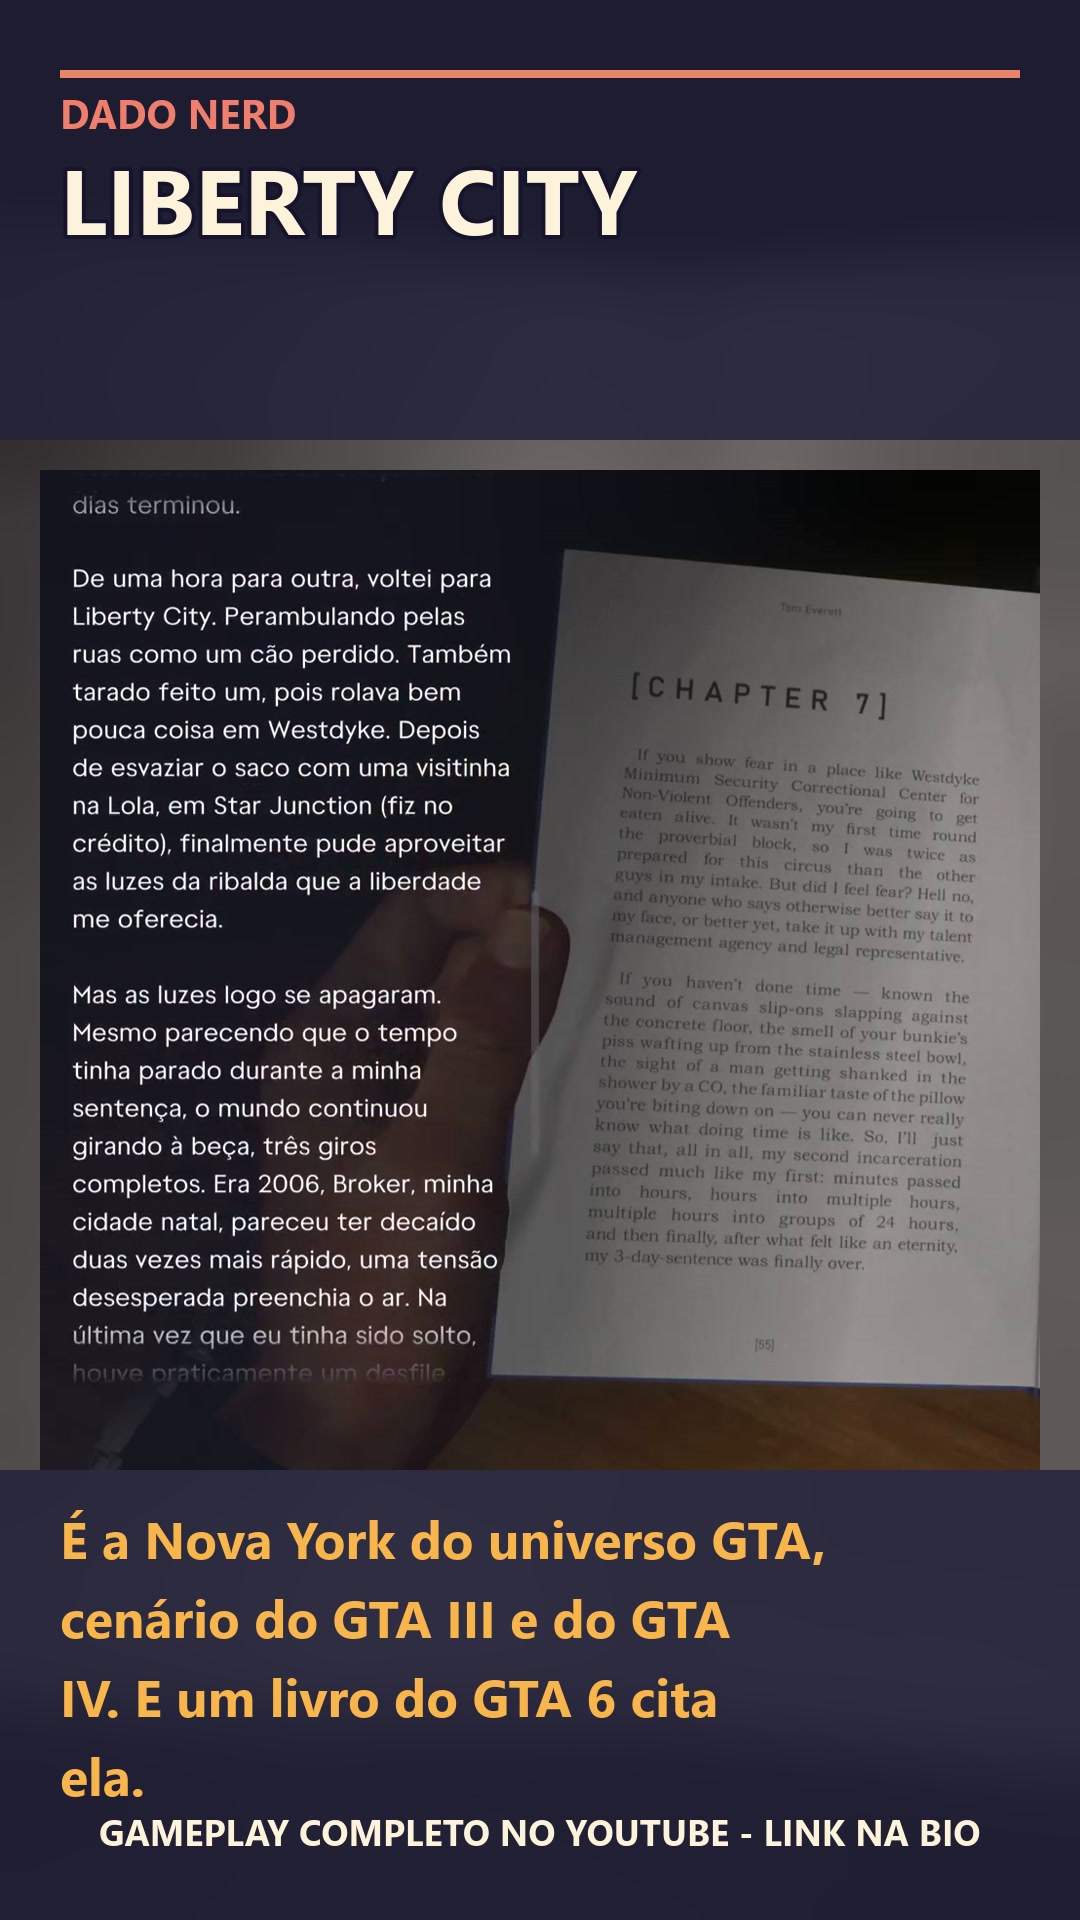 DADO NERD
LIBERTY CITY
dias terminou.
De uma hora para outra, voltei para
Liberty City. Perambulando pelas
ruas como um cão perdido. Também
tarado feito um, pois rolava bem
pouca coisa em Westdyke. Depois
de esvaziar o saco com uma visitinha
na Lola, em Star Junction (fiz no
crédito), finalmente pude aproveitar
as luzes da ribalda que a liberdade
me oferecia.
Mas as luzes logo se apagaram.
Mesmo parecendo que o tempo
tinha parado durante a minha
sentença, o mundo continuou
girando à beça, três giros
completos. Era 2006, Broker, minha
cidade natal, pareceu ter decaído
duas vezes mais rápido, uma tensão
desesperada preenchia o ar. Na
última vez que eu tinha sido solto,
houve praticamente um desfile.
Tom Everett
[CHAPTER 7]
If you show fear in a place like Westdyke
Minimum Security Correctional Center for
Non-Violent Offenders, you're going to get
eaten alive. It wasn't my first time round
the proverbial block, so I was twice as
prepared for this circus than the other
guys in my intake. But did I feel fear? Hell no,
and anyone who says otherwise better say it to
my face, or better yet, take it up with my talent
management agency and legal representative.
If you haven't done time — known the
sound of canvas slip-ons slapping against
the concrete floor, the smell of your bunkie's
piss wafting up from the stainless steel bowl,
the sight of a man getting shanked in the
shower by a CO, the familiar taste of the pillow
you're biting down on — you can never really
know what doing time is like. So, I'll just
say that, all in all, my second incarceration
passed much like my first: minutes passed
into hours, hours into multiple hours,
multiple hours into groups of 24 hours,
and then finally, after what felt like an eternity,
my 3-day-sentence was finally over.
[55]
É a Nova York do universo GTA,
cenário do GTA III e do GTA
IV. E um livro do GTA 6 cita
ela.
GAMEPLAY COMPLETO NO YOUTUBE - LINK NA BIO